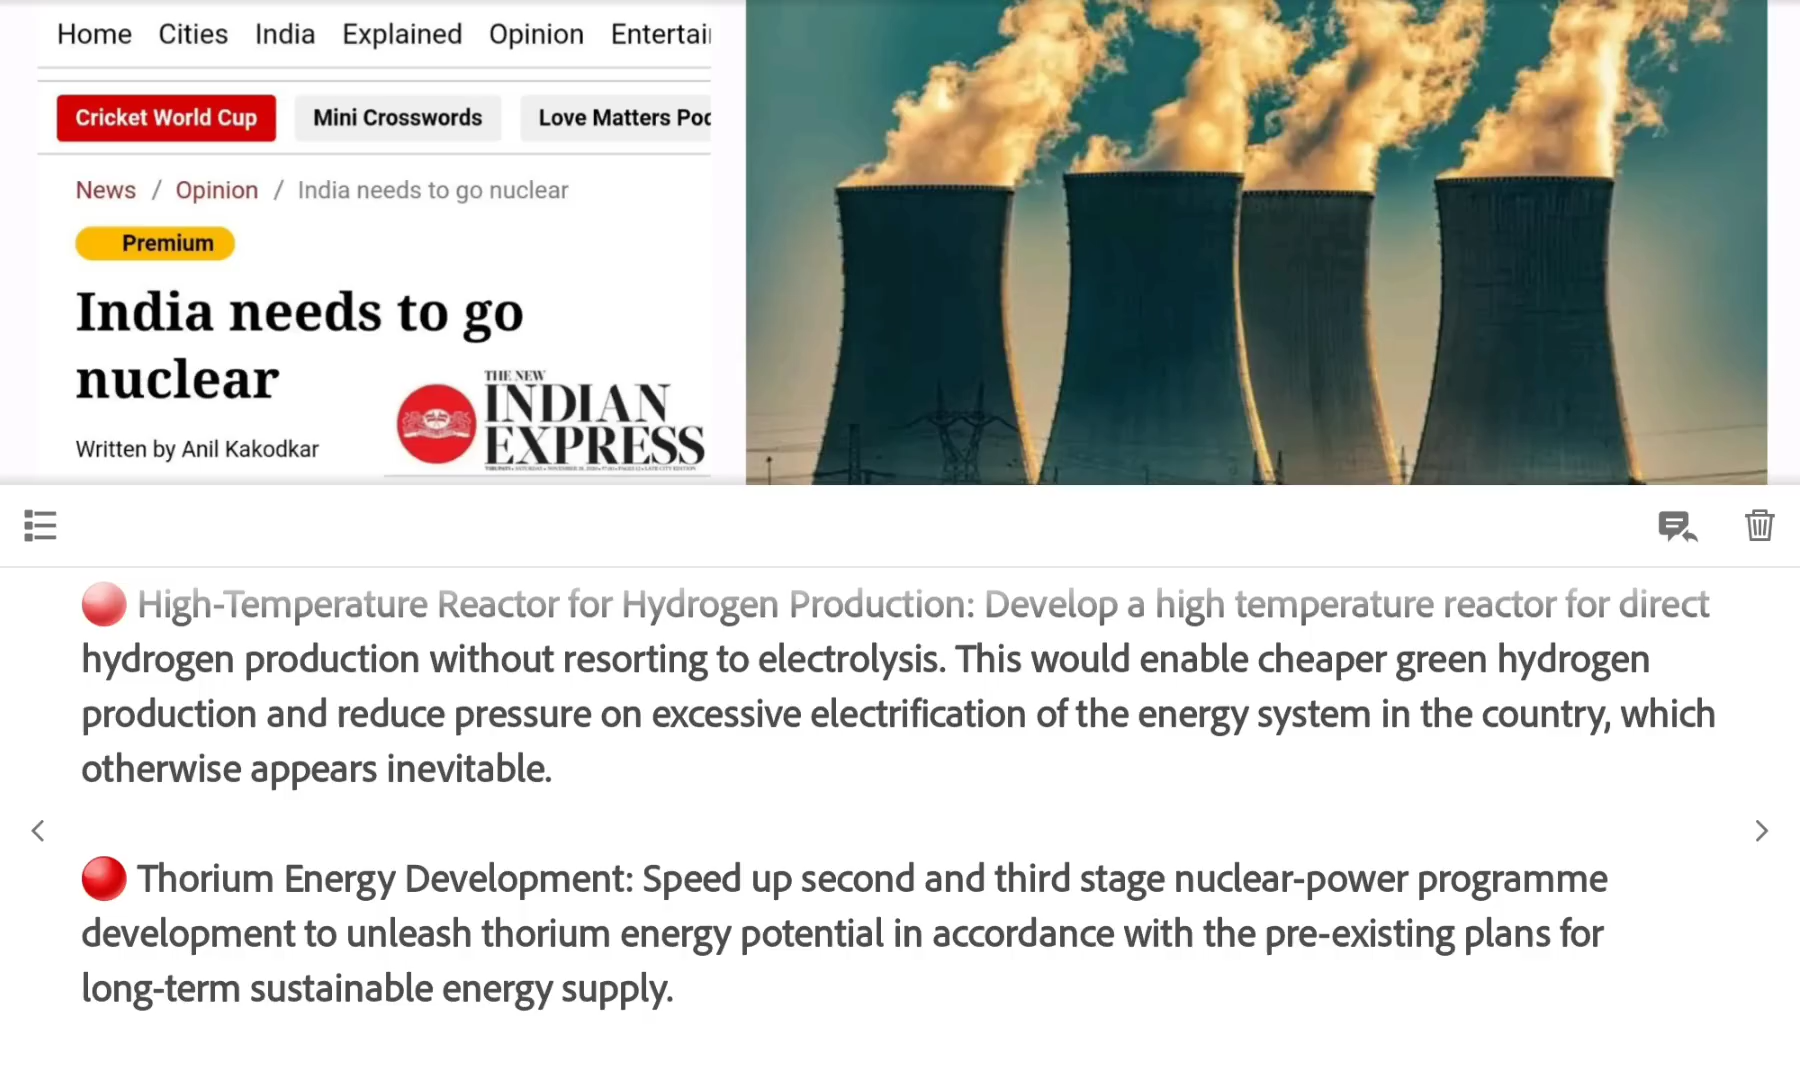 Home Cities India Explained Opinion
Cricket World Cup Mini Crosswords Love Matters
News / Opinion / India needs to go nuclear
Premium
India needs to go
nuclear
THE NEW
INDIAN
EXPRESS
Written by Anil Kakodkar
High-Temperature Reactor for Hydrogen Production: Develop a high temperature reactor for direct
hydrogen production without resorting to electrolysis. This would enable cheaper green hydrogen
production and reduce pressure on excessive electrification of the energy system in the country, which
otherwise appears inevitable.
Thorium Energy Development: Speed up second and third stage nuclear-power programme
development to unleash thorium energy potential in accordance with the pre-existing plans for
long-term sustainable energy supply.